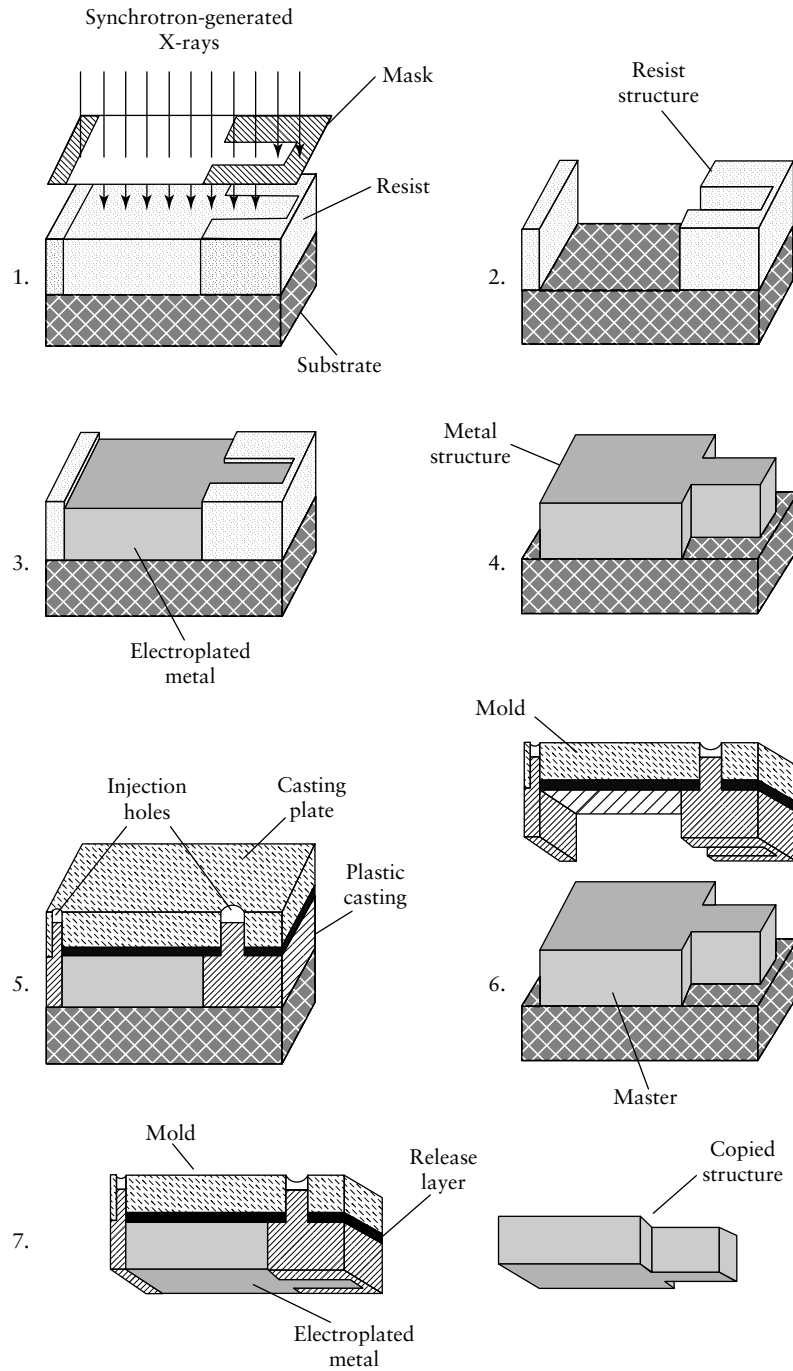 Synchrotron-generated
X-rays
Mask
Resist
Substrate
1.
Resist
structure
2.
3.
Electroplated
metal
Metal
structure
4.
Injection
holes
Casting
plate
Plastic
casting
5.
Mold
6.
Master
Mold
Release
layer
7.
Electroplated
metal
Copied
structure